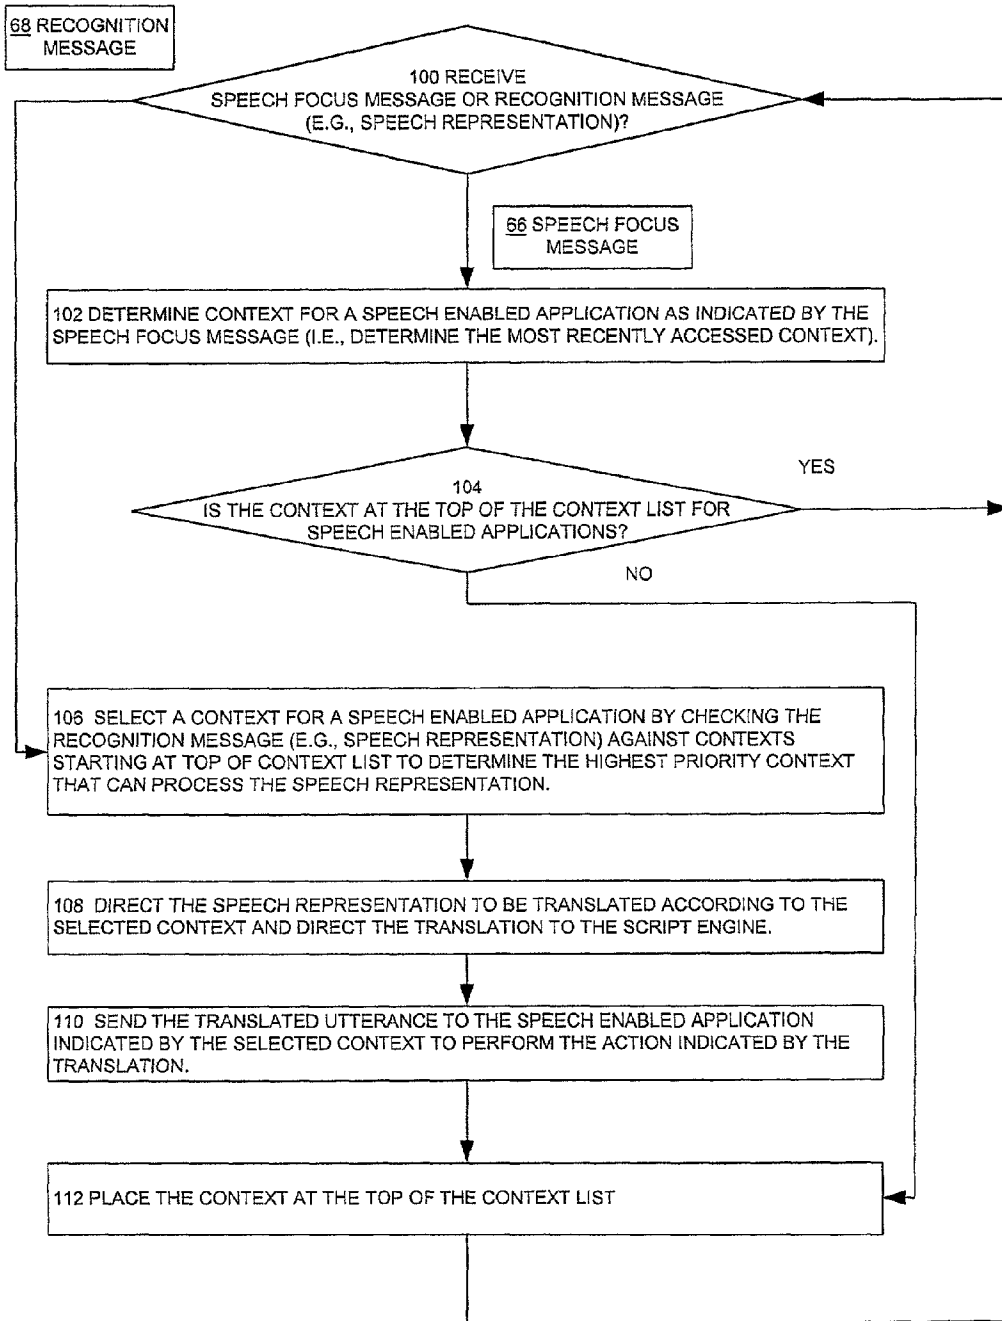 68 RECOGNITION
MESSAGE
100 RECEIVE
SPEECH FOCUS MESSAGE OR RECOGNITION MESSAGE
(E.G., SPEECH REPRESENTATION)?
66 SPEECH FOCUS
MESSAGE
102 DETERMINE CONTEXT FOR A SPEECH ENABLED APPLICATION AS INDICATED BY THE
SPEECH FOCUS MESSAGE (I.E., DETERMINE THE MOST RECENTLY ACCESSED CONTEXT).
YES
104
IS THE CONTEXT AT THE TOP OF THE CONTEXT LIST FOR
SPEECH ENABLED APPLICATIONS?
NO
106 SELECT A CONTEXT FOR A SPEECH ENABLED APPLICATION BY CHECKING THE
RECOGNITION MESSAGE (E.G., SPEECH REPRESENTATION) AGAINST CONTEXTS
STARTING AT TOP OF CONTEXT LIST TO DETERMINE THE HIGHEST PRIORITY CONTEXT
THAT CAN PROCESS THE SPEECH REPRESENTATION.
108 DIRECT THE SPEECH REPRESENTATION TO BE TRANSLATED ACCORDING TO THE
SELECTED CONTEXT AND DIRECT THE TRANSLATION TO THE SCRIPT ENGINE.
110 SEND THE TRANSLATED UTTERANCE TO THE SPEECH ENABLED APPLICATION
INDICATED BY THE SELECTED CONTEXT TO PERFORM THE ACTION INDICATED BY THE
TRANSLATION.
112 PLACE THE CONTEXT AT THE TOP OF THE CONTEXT LIST